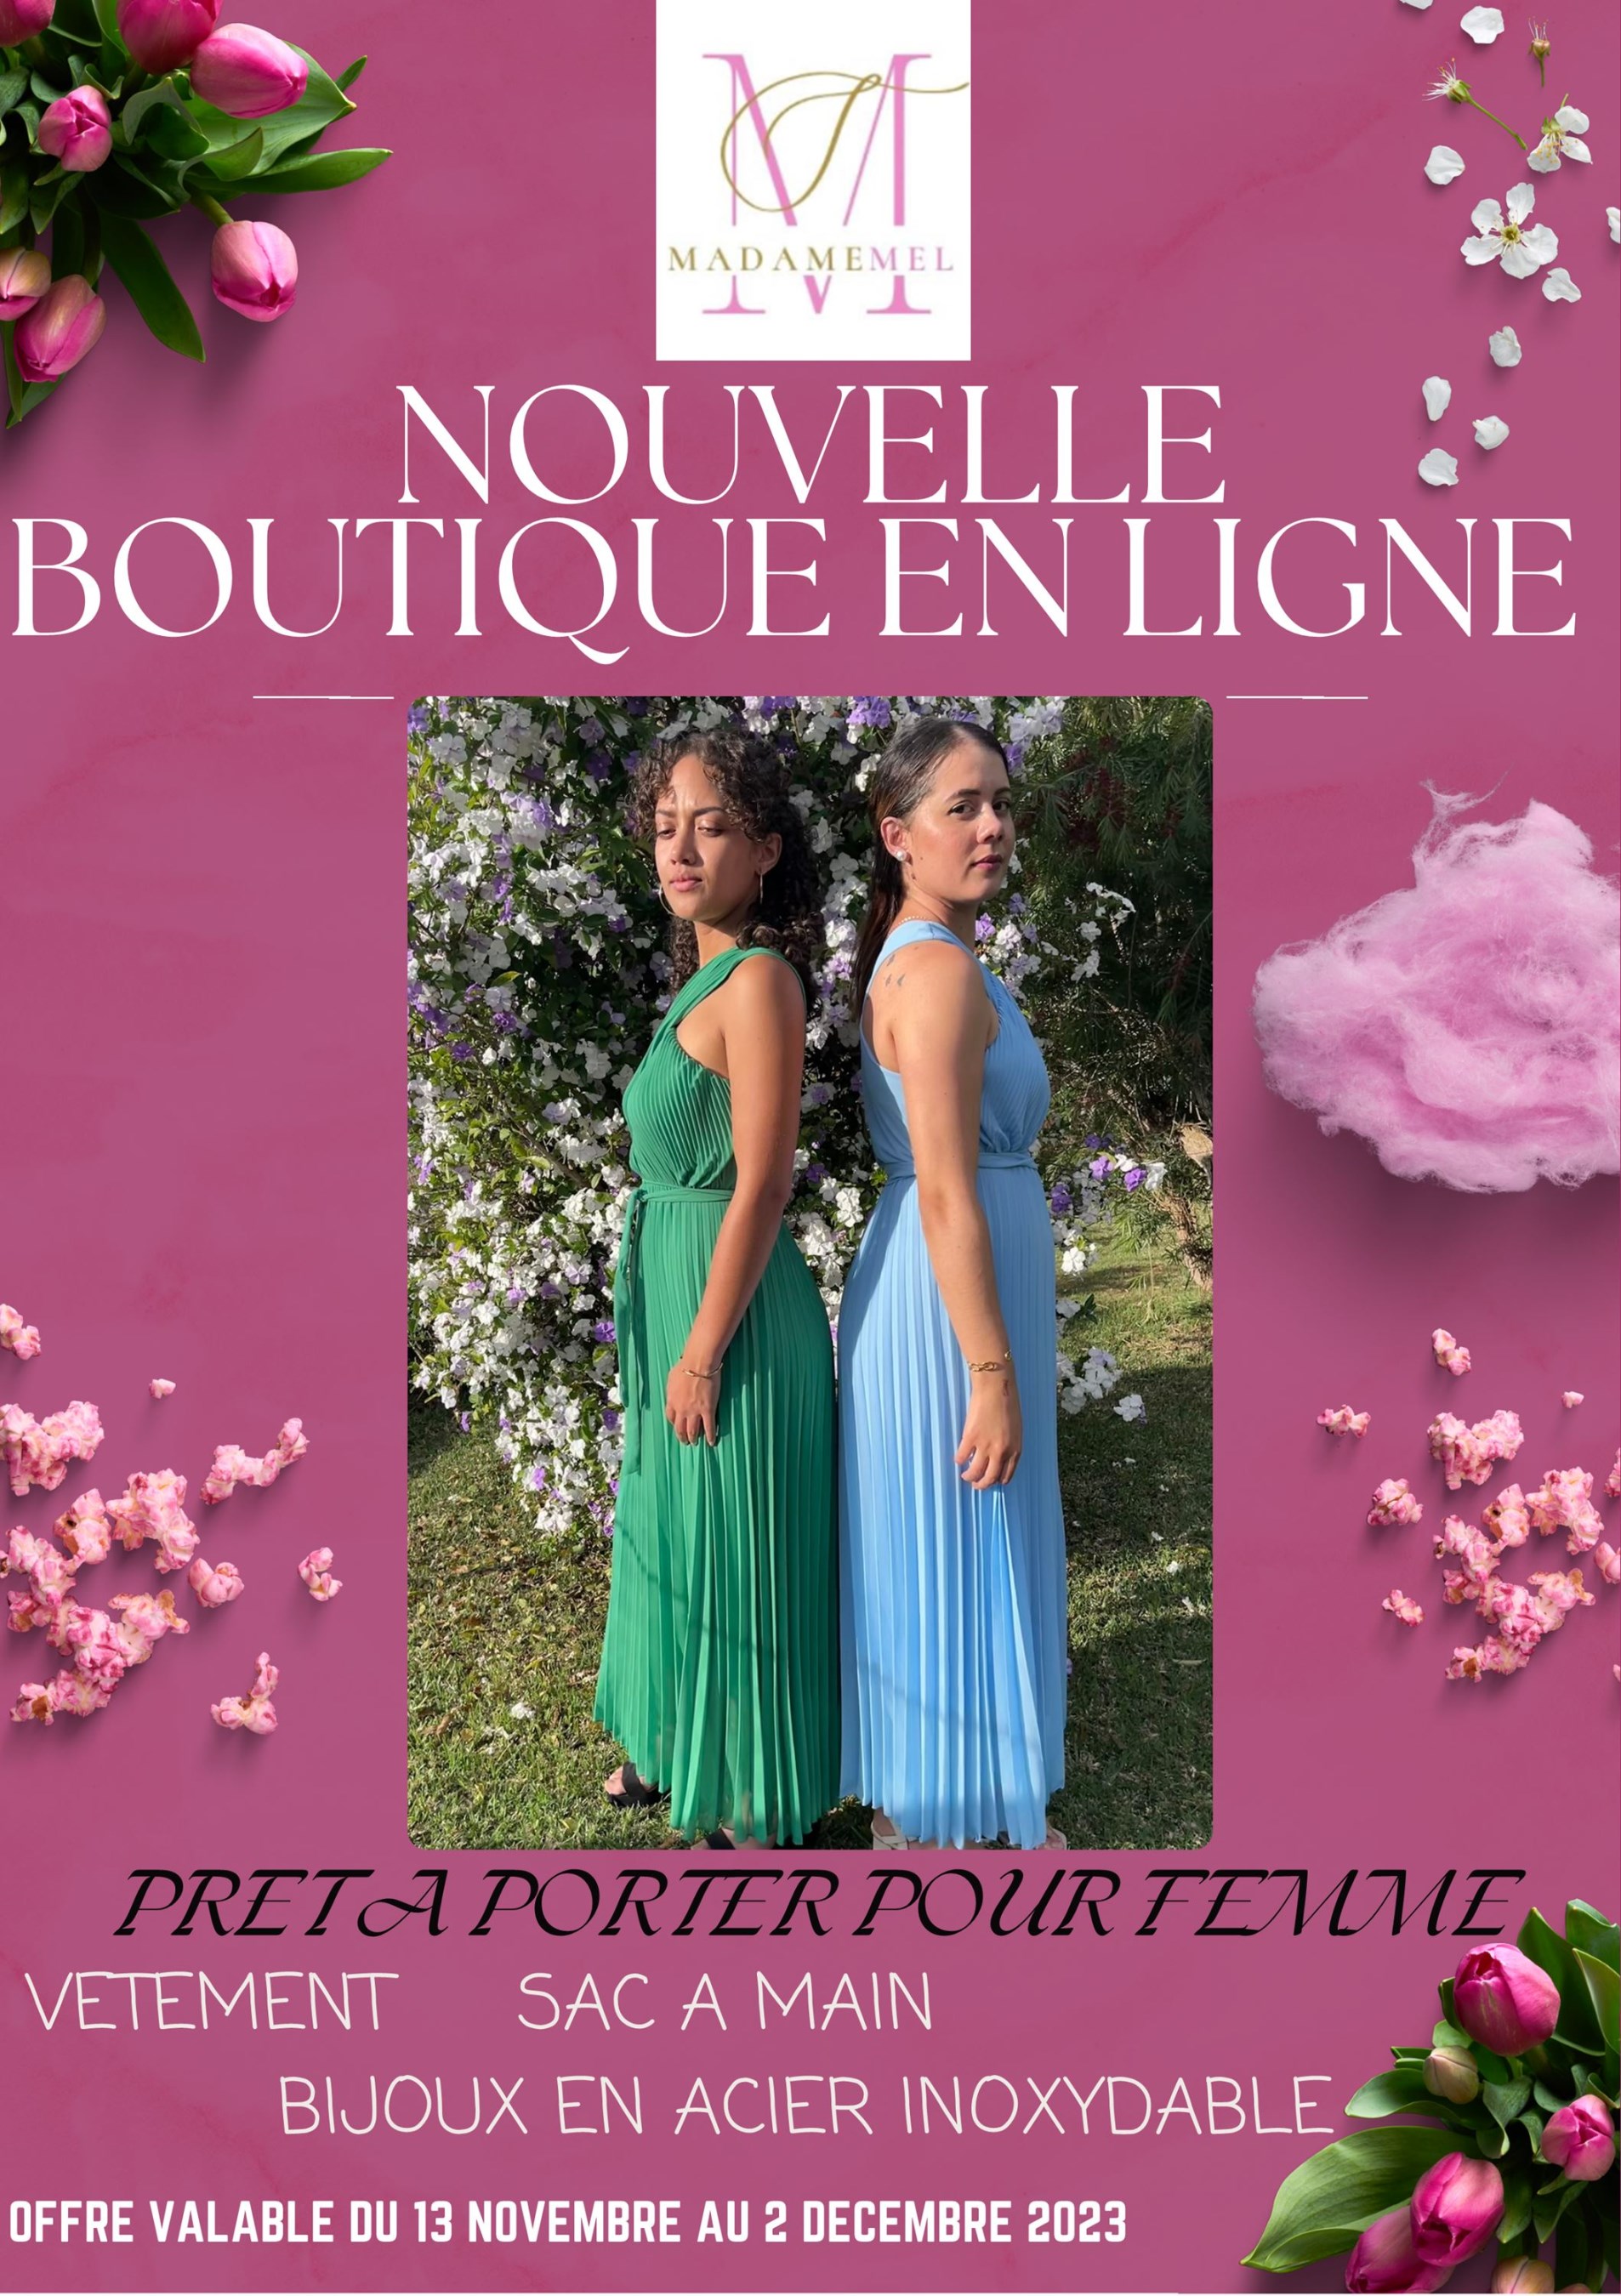 MADAMEMEL
NOUVELLE
BOUTIQUE EN LIGNE
PRET A PORTER POUR FEMME
VETEMENT SAC A MAIN
BIJOUX EN ACIER INOXYDABLE
OFFRE VALABLE DU 13 NOVEMBRE AU 2 DECEMBRE 2023